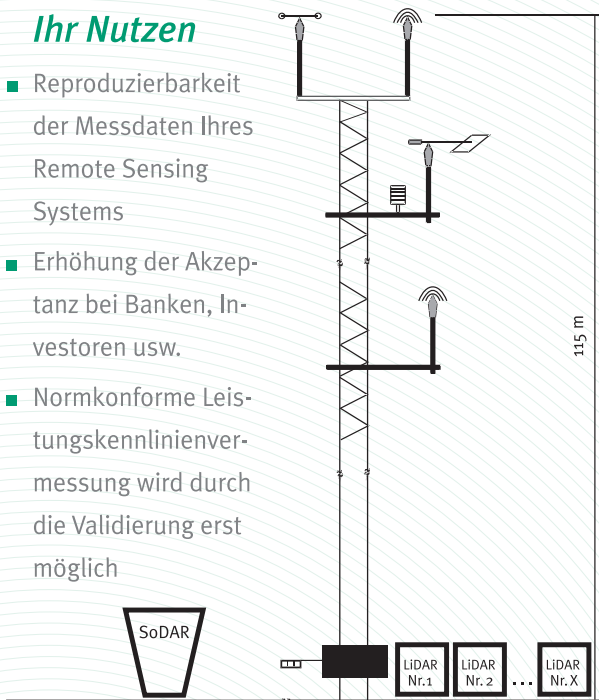 Ihr Nutzen
Reproduzierbarkeit
der Messdaten Ihres
Remote Sensing
Systems
Erhöhung der Akzep-
tanz bei Banken, In-
vestoren usw.
Normkonforme Leis-
tungskennlinienver-
messung wird durch
die Validierung erst
möglich
115 m
SoDAR
LiDAR
Nr.1
LiDAR
Nr. 2
...
LiDAR
Nr.X